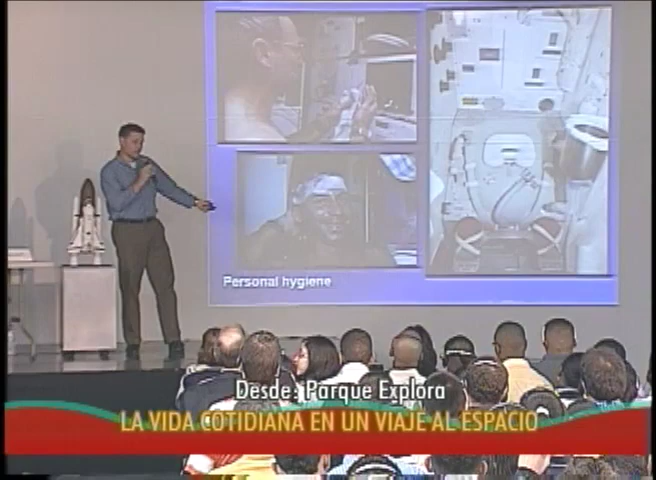 Personal hygiene
Desde: Parque Explora
LA VIDA COTIDIANA EN UN VIAJE AL ESPACIO